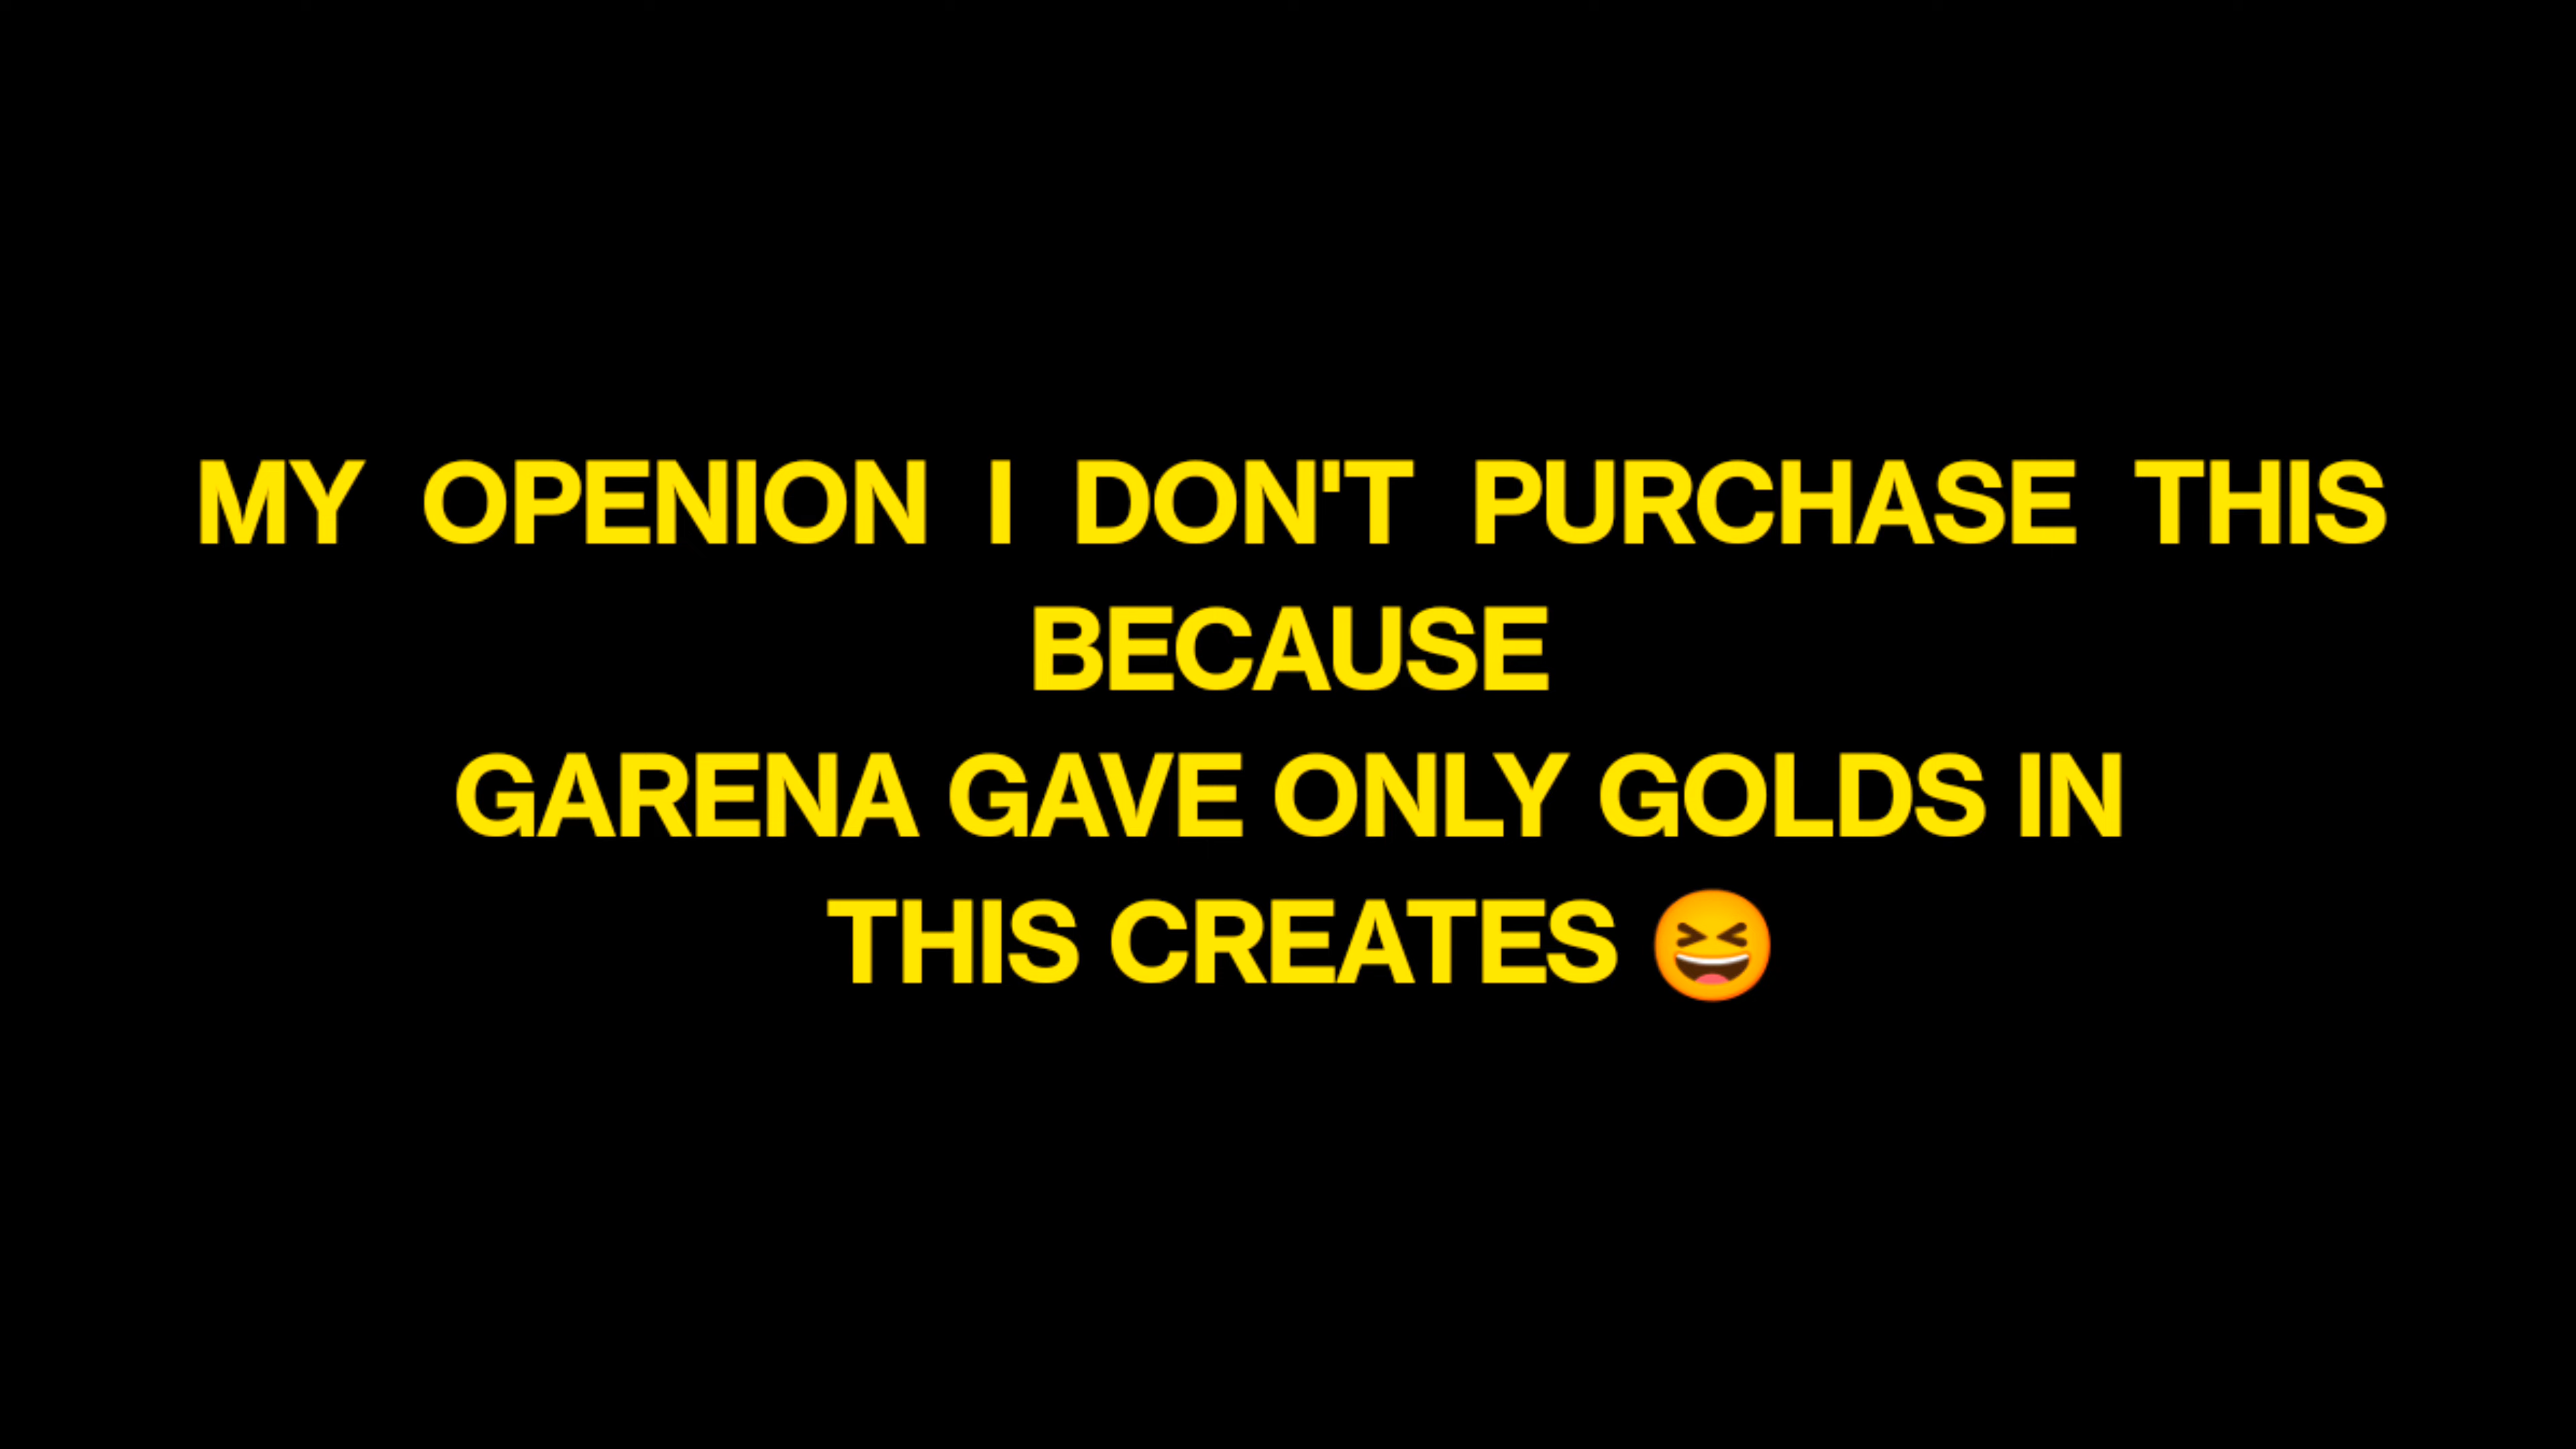 MY OPENION I DON'T PURCHASE THIS
BECAUSE
GARENA GAVE ONLY GOLDS IN
THIS CREATES 😆